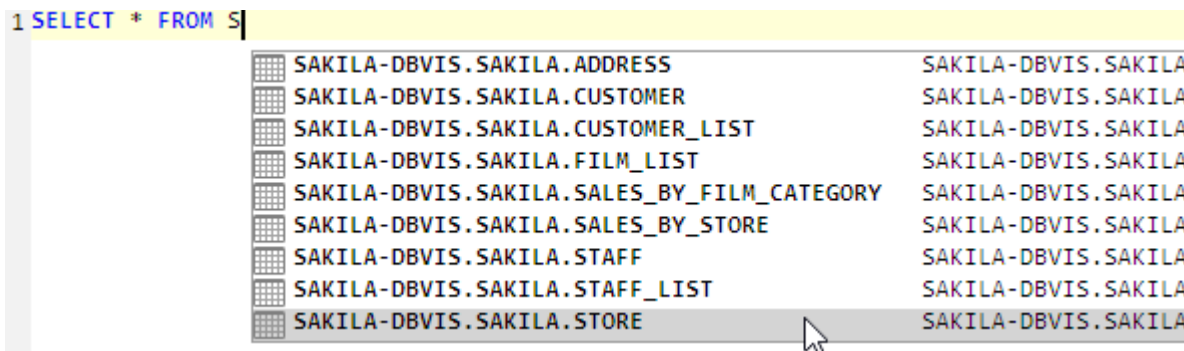 1 SELECT * FROM S
SAKILA-DBVIS.SAKILA.ADDRESS SAKILA-DBVIS.SAKILA
SAKILA-DBVIS.SAKILA.CUSTOMER SAKILA-DBVIS.SAKILA
SAKILA-DBVIS.SAKILA.CUSTOMER_LIST SAKILA-DBVIS.SAKILA
SAKILA-DBVIS.SAKILA.FILM_LIST SAKILA-DBVIS.SAKILA
SAKILA-DBVIS.SAKILA.SALES_BY_FILM_CATEGORY SAKILA-DBVIS.SAKILA
SAKILA-DBVIS.SAKILA.SALES_BY_STORE SAKILA-DBVIS.SAKILA
SAKILA-DBVIS.SAKILA.STAFF SAKILA-DBVIS.SAKILA
SAKILA-DBVIS.SAKILA.STAFF_LIST SAKILA-DBVIS.SAKILA
SAKILA-DBVIS.SAKILA.STORE SAKILA-DBVIS.SAKILA